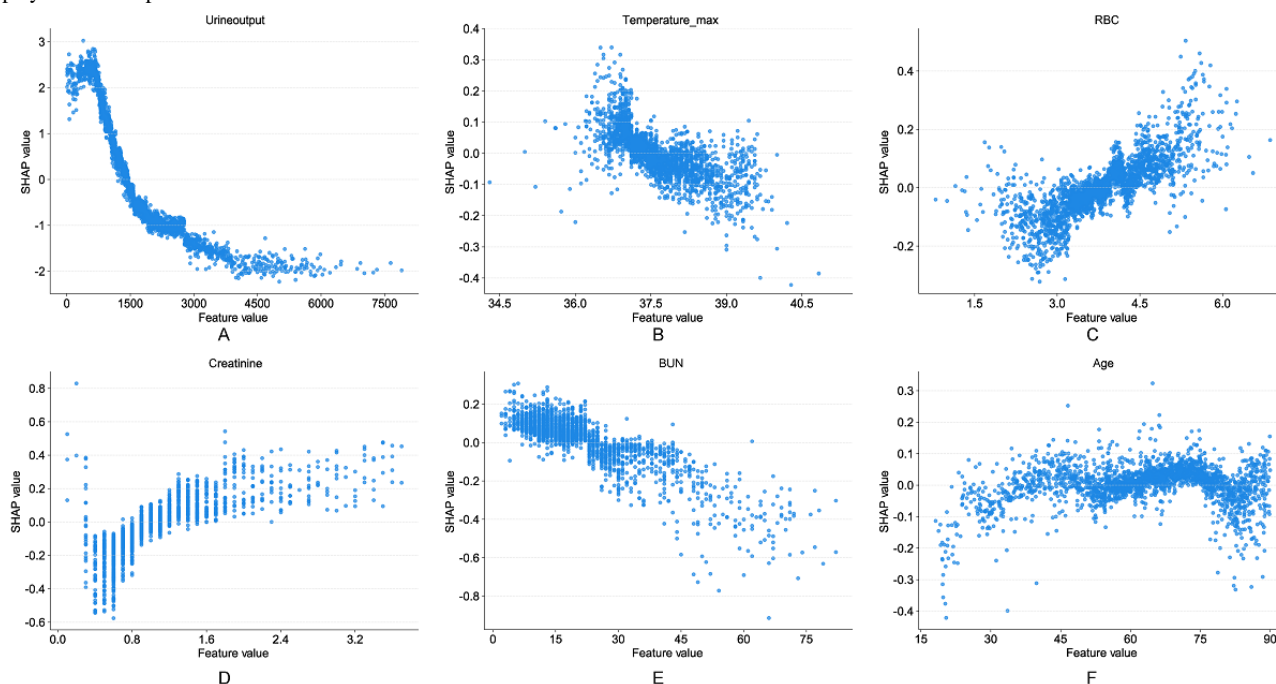 Urineoutput
SHAP value
3
2
1
0
-1
-2
0 1500 3000 4500 6000 7500
Feature value
A
Temperature_max
SHAP value
0.4
0.3
0.2
0.1
0.0
-0.1
-0.2
-0.3
-0.4
34.5 36.0 37.5 39.0 40.5
Feature value
B
RBC
SHAP value
0.4
0.2
0.0
-0.2
1.5 3.0 4.5 6.0
Feature value
C
Creatinine
SHAP value
0.8
0.6
0.4
0.2
0.0
-0.2
-0.4
-0.6
0.0 0.8 1.6 2.4 3.2
Feature value
D
BUN
SHAP value
0.2
0.0
-0.2
-0.4
-0.6
-0.8
0 15 30 45 60 75
Feature value
E
Age
SHAP value
0.3
0.2
0.1
0.0
-0.1
-0.2
-0.3
-0.4
15 30 45 60 75 90
Feature value
F